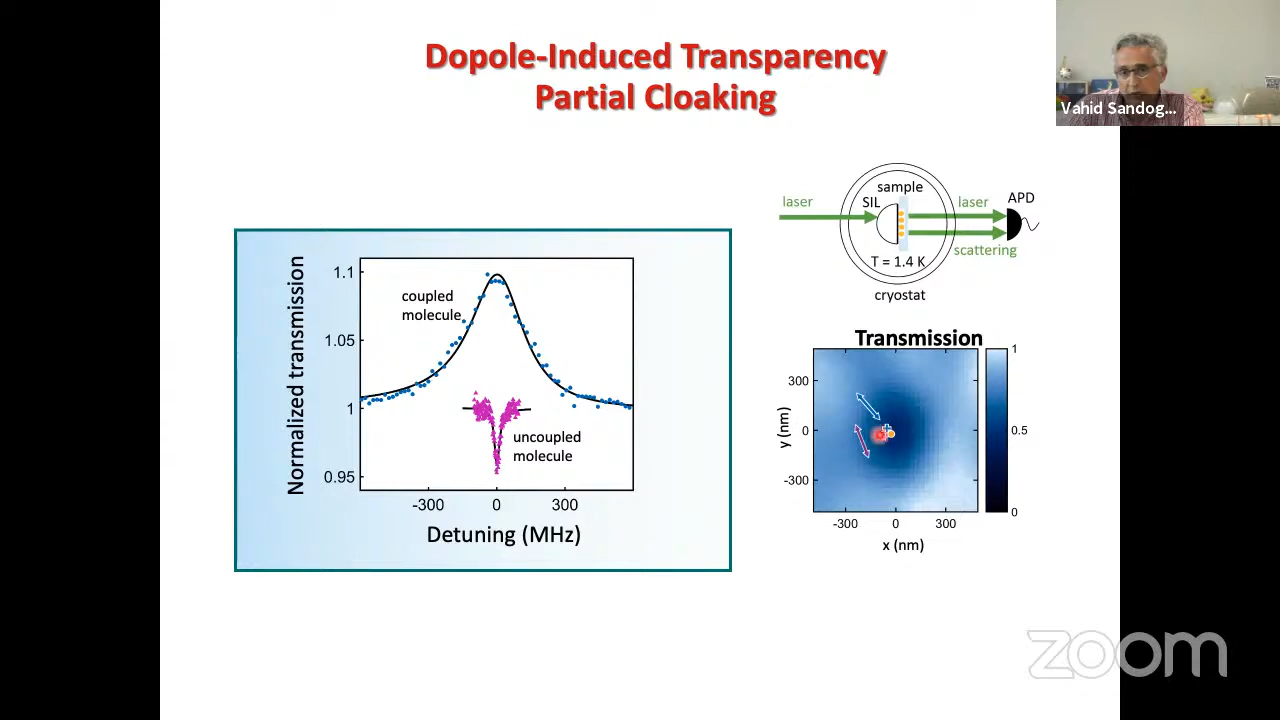 Dopole-Induced Transparency
Partial Cloaking
Vahid Sandog...
laser
sample
SIL
laser
APD
scattering
T = 1.4 K
cryostat
Normalized transmission
1.1
1.05
1
0.95
coupled
molecule
uncoupled
molecule
-300
0
300
Detuning (MHz)
Transmission
y (nm)
300
0
-300
-300
0
300
x (nm)
1
0.5
0
zoom